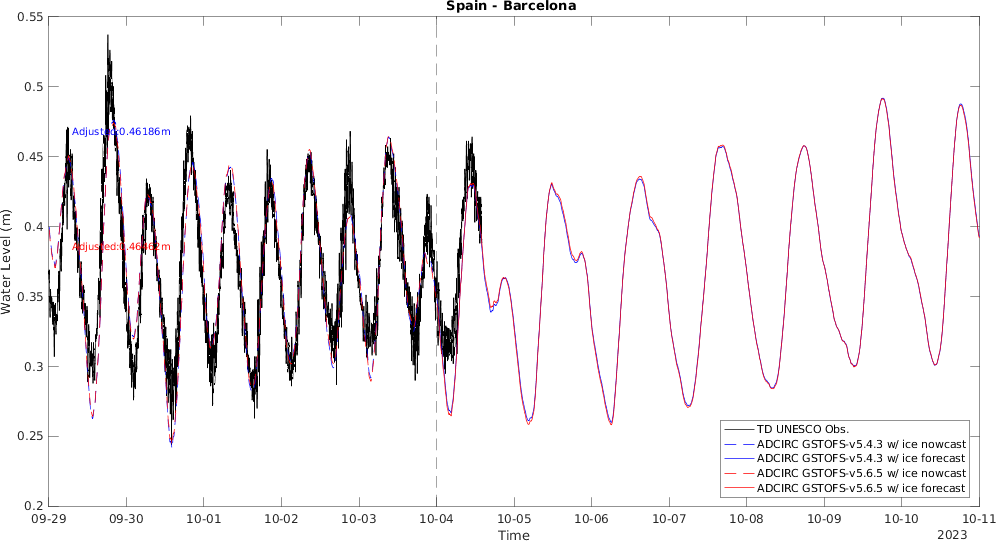 Spain - Barcelona
0.55
0.5
0.45
0.4
0.35
0.3
0.25
0.2
Water Level (m)
Adjusted:0.46186m
Adjusted:0.46462m
TD UNESCO Obs.
ADCIRC GSTOFS-v5.4.3 w/ ice nowcast
ADCIRC GSTOFS-v5.4.3 w/ ice forecast
ADCIRC GSTOFS-v5.6.5 w/ ice nowcast
ADCIRC GSTOFS-v5.6.5 w/ ice forecast
09-29 09-30 10-01 10-02 10-03 10-04 10-05 10-06 10-07 10-08 10-09 10-10 10-11
Time
2023